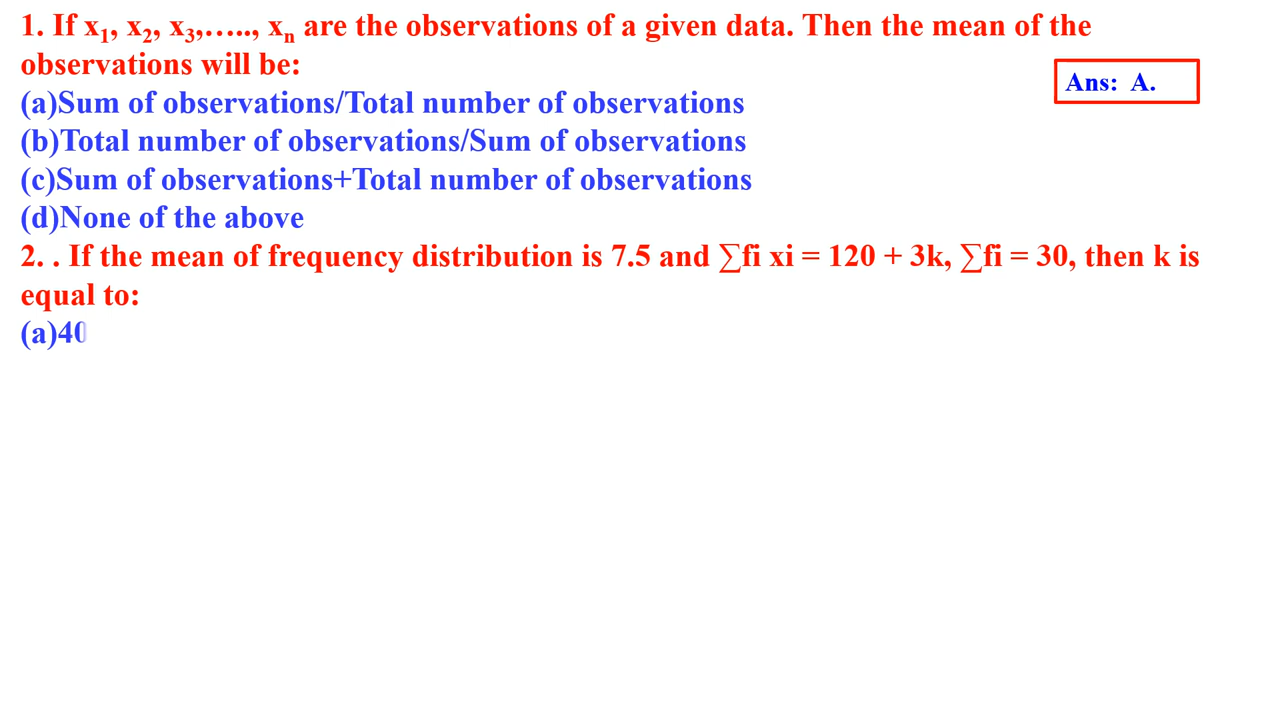 1. If x₁, x₂, x₃,….., xₙ are the observations of a given data. Then the mean of the
observations will be:
Ans:  A.
(a)Sum of observations/Total number of observations
(b)Total number of observations/Sum of observations
(c)Sum of observations+Total number of observations
(d)None of the above
2. . If the mean of frequency distribution is 7.5 and ∑fi xi = 120 + 3k, ∑fi = 30, then k is
equal to:
(a)40